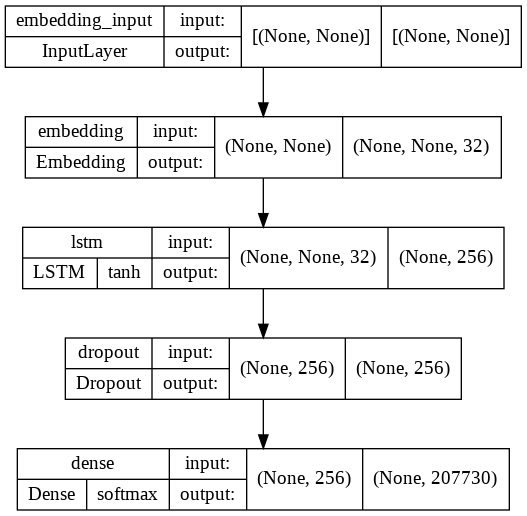 embedding_input input: [(None, None)] [(None, None)]
InputLayer output:
embedding input: (None, None) (None, None, 32)
Embedding output:
lstm input: (None, None, 32) (None, 256)
LSTM tanh output:
dropout input: (None, 256) (None, 256)
Dropout output:
dense input: (None, 256) (None, 207730)
Dense softmax output: